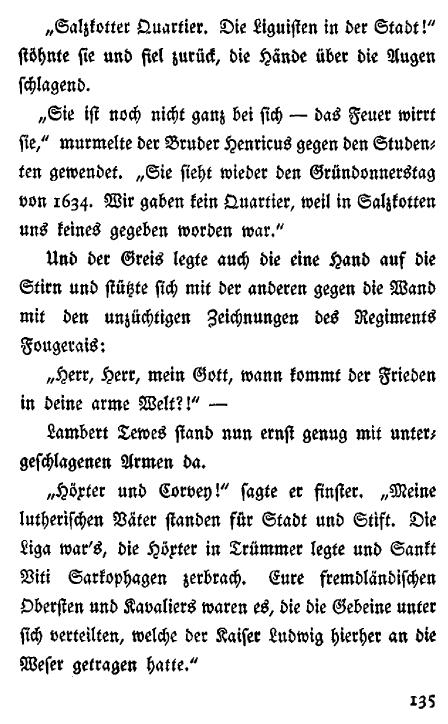 „Salzkotter Quartier. Die Liguisten in der Stadt!“
stöhnte sie und fiel zurück, die Hände über die Augen
schlagend.
„Sie ist noch nicht ganz bei sich — das Feuer wirrt
sie,“ murmelte der Bruder Henricus gegen den Studen-
ten gewendet. „Sie sieht wieder den Gründonnerstag
von 1634. Wir gaben kein Quartier, weil in Salzkotten
uns keines gegeben worden war.“
Und der Greis legte auch die eine Hand auf die
Stirn und stützte sich mit der anderen gegen die Wand
mit den unzüchtigen Zeichnungen des Regiments
Fougerais:
„Herr, Herr, mein Gott, wann kommt der Frieden
in deine arme Welt?!“ —
Lambert Tewes stand nun ernst genug mit unter-
geschlagenen Armen da.
„Höxter und Corvey!“ sagte er finster. „Meine
lutherischen Väter standen für Stadt und Stift. Die
Liga war's, die Höxter in Trümmer legte und Sankt
Viti Sarkophagen zerbrach. Eure fremdländischen
Obersten und Kavaliers waren es, die die Gebeine unter
sich verteilten, welche der Kaiser Ludwig hierher an die
Weser getragen hatte.“
135